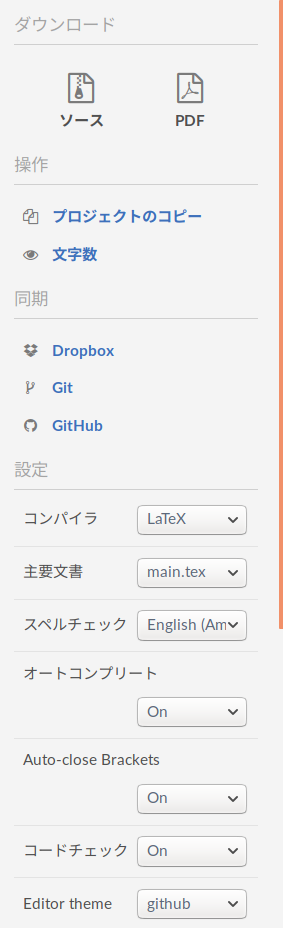 ダウンロード
ソース PDF
操作
プロジェクトのコピー
文字数
同期
Dropbox
Git
GitHub
設定
コンパイラ LaTeX
主要文書 main.tex
スペルチェック English (Am
オートコンプリート
On
Auto-close Brackets
On
コードチェック On
Editor theme github